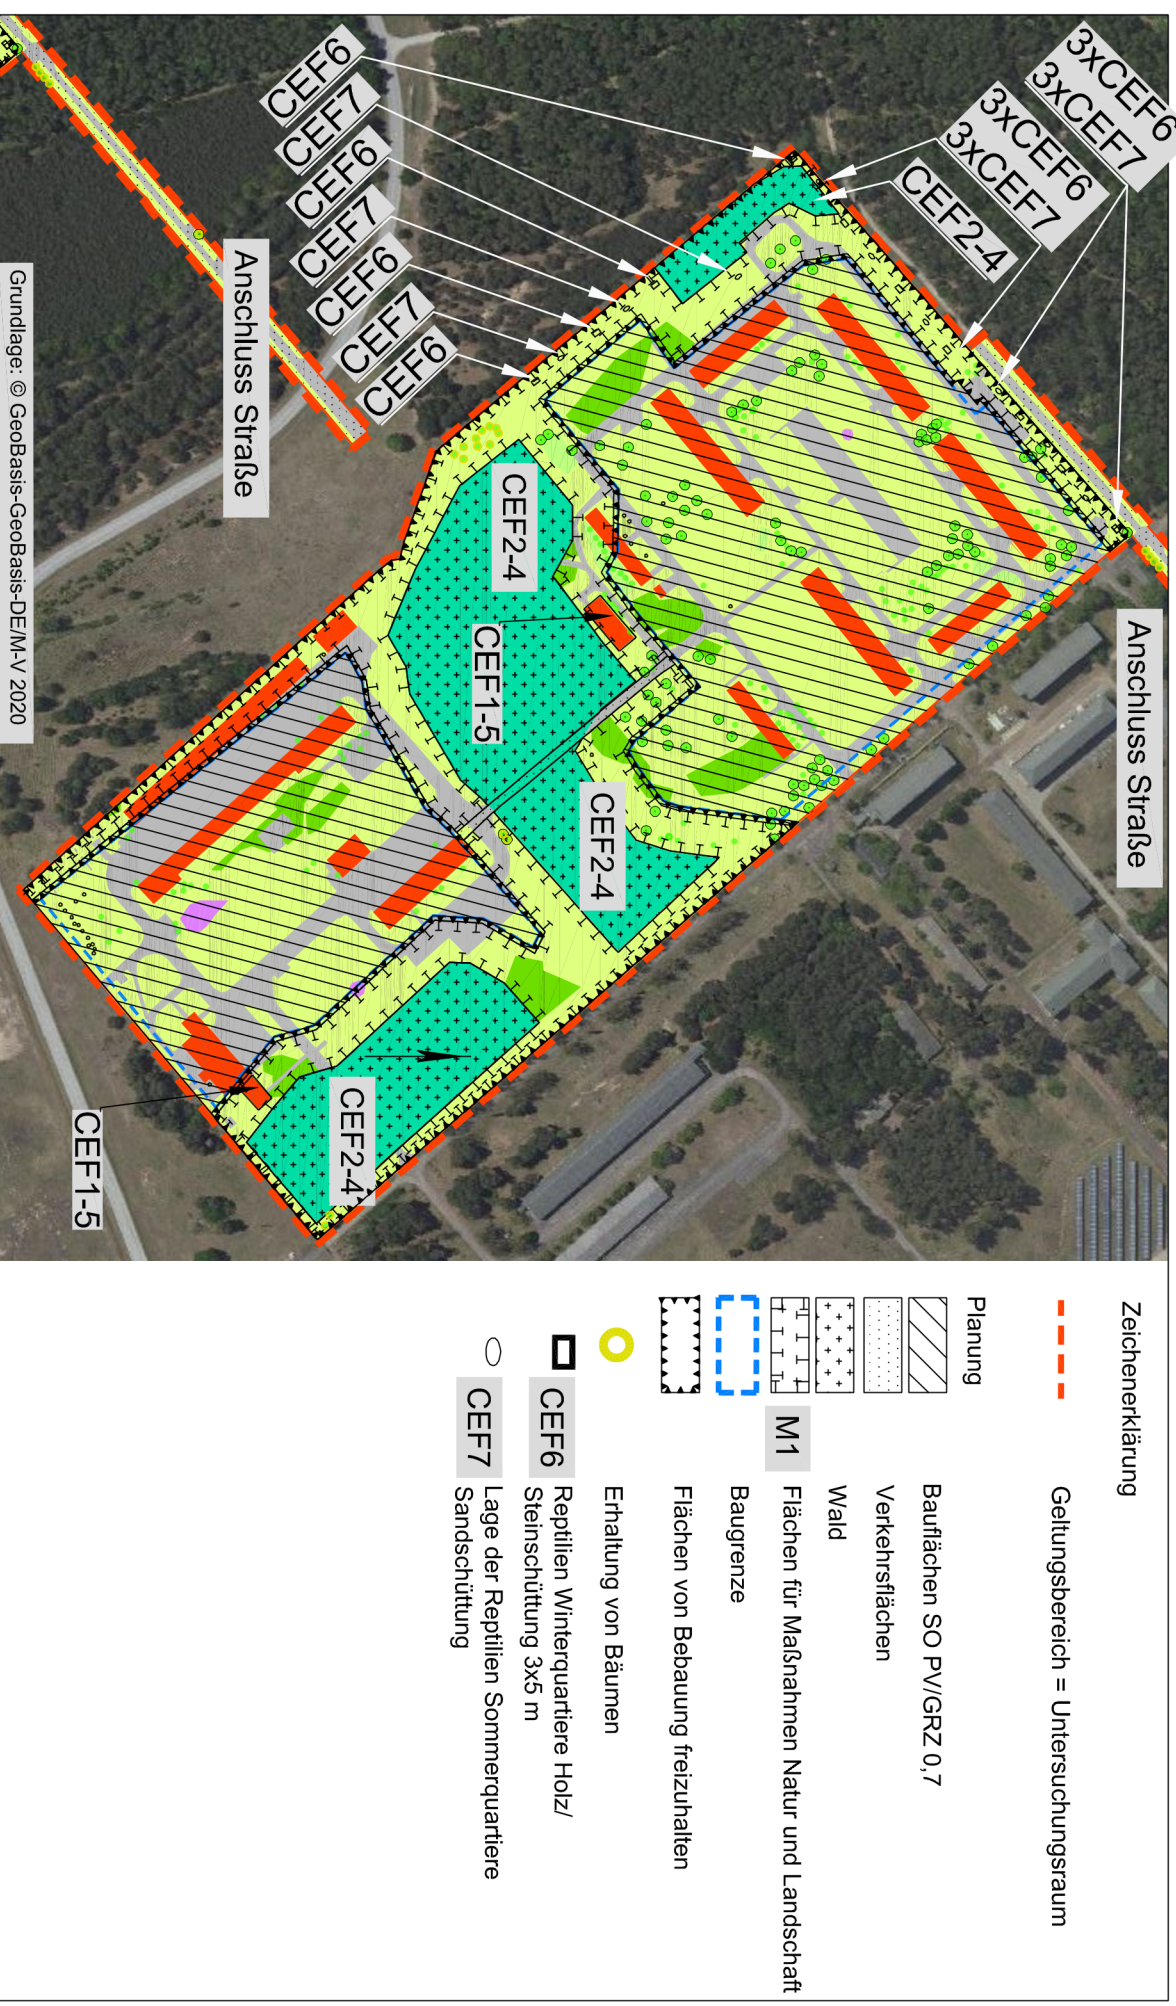 3xCEF6
3xCEF7
3xCEF6
3xCEF7
CEF2-4
CEF6
CEF7
CEF6
CEF7
CEF6
CEF7
CEF6
Anschluss Straße
Anschluss Straße
CEF2-4
CEF1-5
CEF2-4
CEF2-4
CEF1-5
Grundlage: © GeoBasis-GeoBasis-DE/M-V 2020
Zeichenerklärung
Geltungsbereich = Untersuchungsraum
Planung
Bauflächen SO PV/GRZ 0,7
Verkehrsflächen
Wald
M1 Flächen für Maßnahmen Natur und Landschaft
Baugrenze
Flächen von Bebauung freizuhalten
Erhaltung von Bäumen
CEF6 Reptilien Winterquartiere Holz/
Steinschüttung 3x5 m
CEF7 Lage der Reptilien Sommerquartiere
Sandschüttung